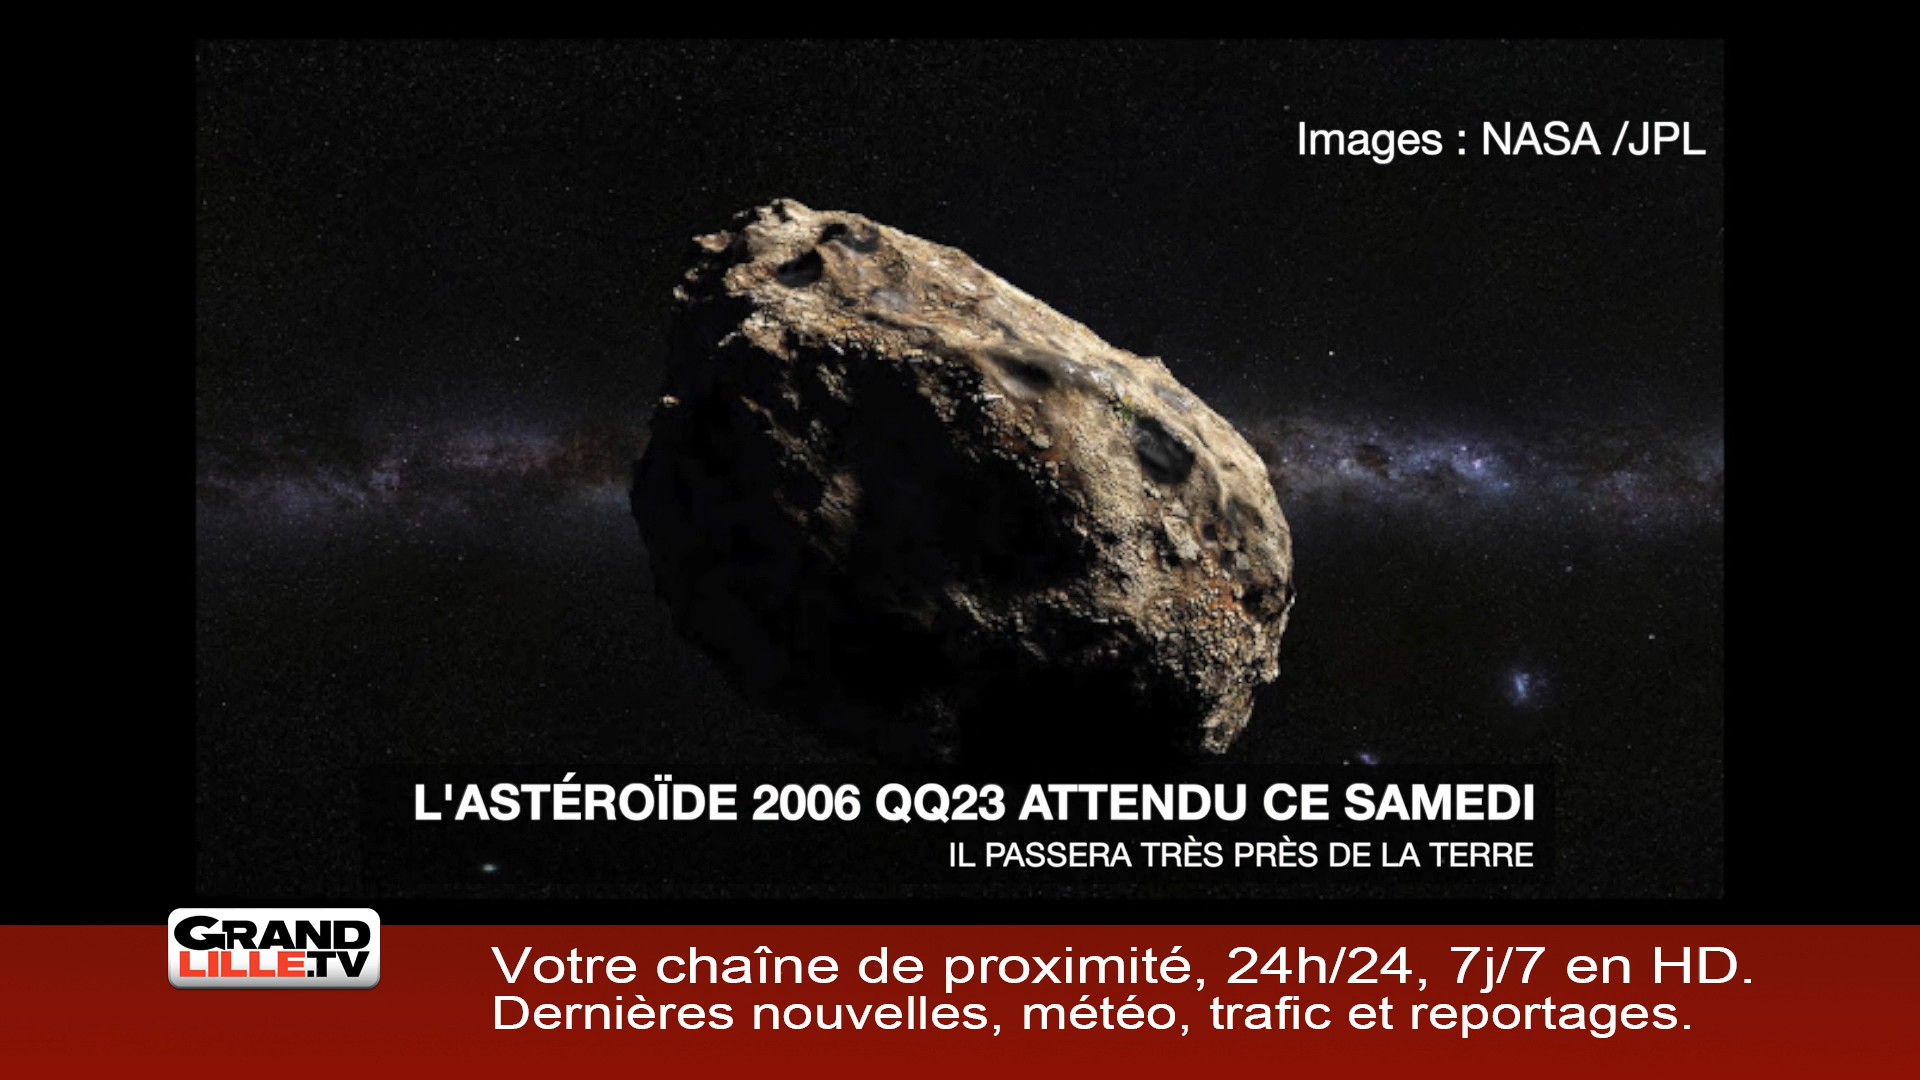 Images : NASA /JPL
L'ASTÉROÏDE 2006 QQ23 ATTENDU CE SAMEDI
IL PASSERA TRÈS PRÈS DE LA TERRE
GRAND
LILLE.TV
Votre chaîne de proximité, 24h/24, 7j/7 en HD.
Dernières nouvelles, météo, trafic et reportages.